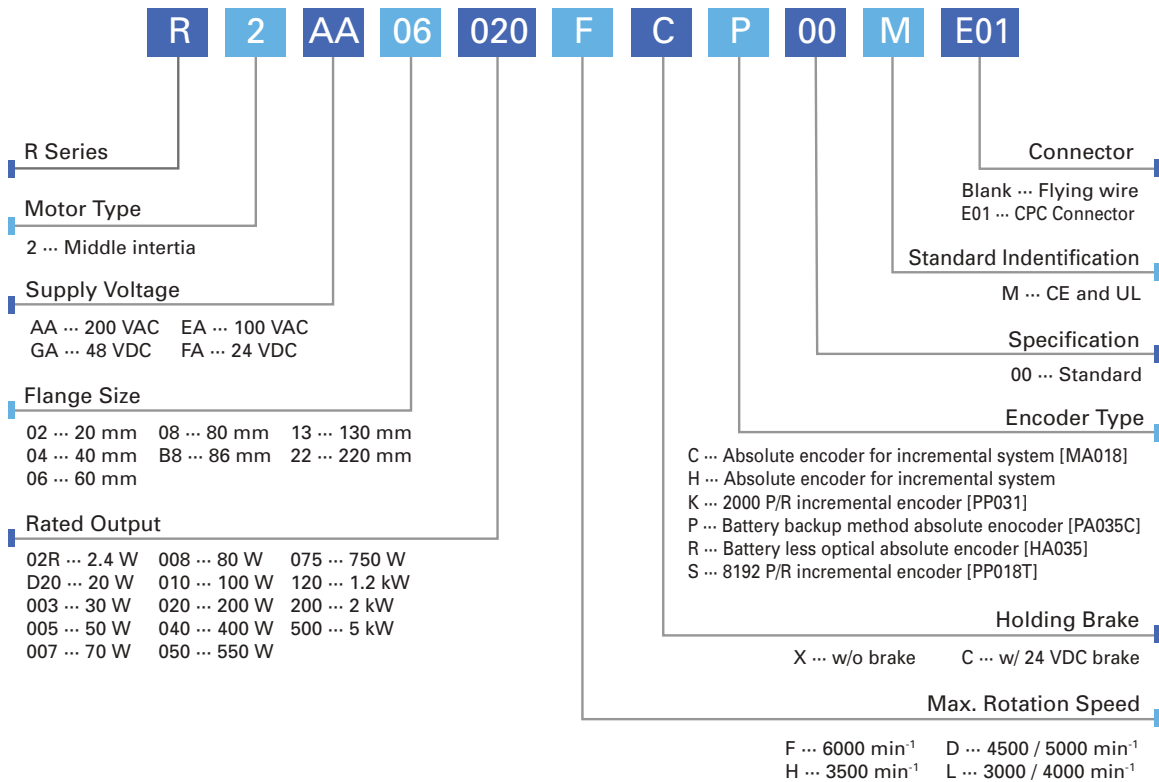 R 2 AA 06 020 F C P 00 M E01
R Series
Motor Type
2 ··· Middle intertia
Supply Voltage
AA ··· 200 VAC EA ··· 100 VAC
GA ··· 48 VDC FA ··· 24 VDC
Flange Size
02 ··· 20 mm 08 ··· 80 mm 13 ··· 130 mm
04 ··· 40 mm B8 ··· 86 mm 22 ··· 220 mm
06 ··· 60 mm
Rated Output
02R ··· 2.4 W 008 ··· 80 W 075 ··· 750 W
D20 ··· 20 W 010 ··· 100 W 120 ··· 1.2 kW
003 ··· 30 W 020 ··· 200 W 200 ··· 2 kW
005 ··· 50 W 040 ··· 400 W 500 ··· 5 kW
007 ··· 70 W 050 ··· 550 W
Connector
Blank ··· Flying wire
E01 ··· CPC Connector
Standard Indentification
M ··· CE and UL
Specification
00 ··· Standard
Encoder Type
C ··· Absolute encoder for incremental system [MA018]
H ··· Absolute encoder for incremental system
K ··· 2000 P/R incremental encoder [PP031]
P ··· Battery backup method absolute enocoder [PA035C]
R ··· Battery less optical absolute encoder [HA035]
S ··· 8192 P/R incremental encoder [PP018T]
Holding Brake
X ··· w/o brake C ··· w/ 24 VDC brake
Max. Rotation Speed
F ··· 6000 min⁻¹ D ··· 4500 / 5000 min⁻¹
H ··· 3500 min⁻¹ L ··· 3000 / 4000 min⁻¹